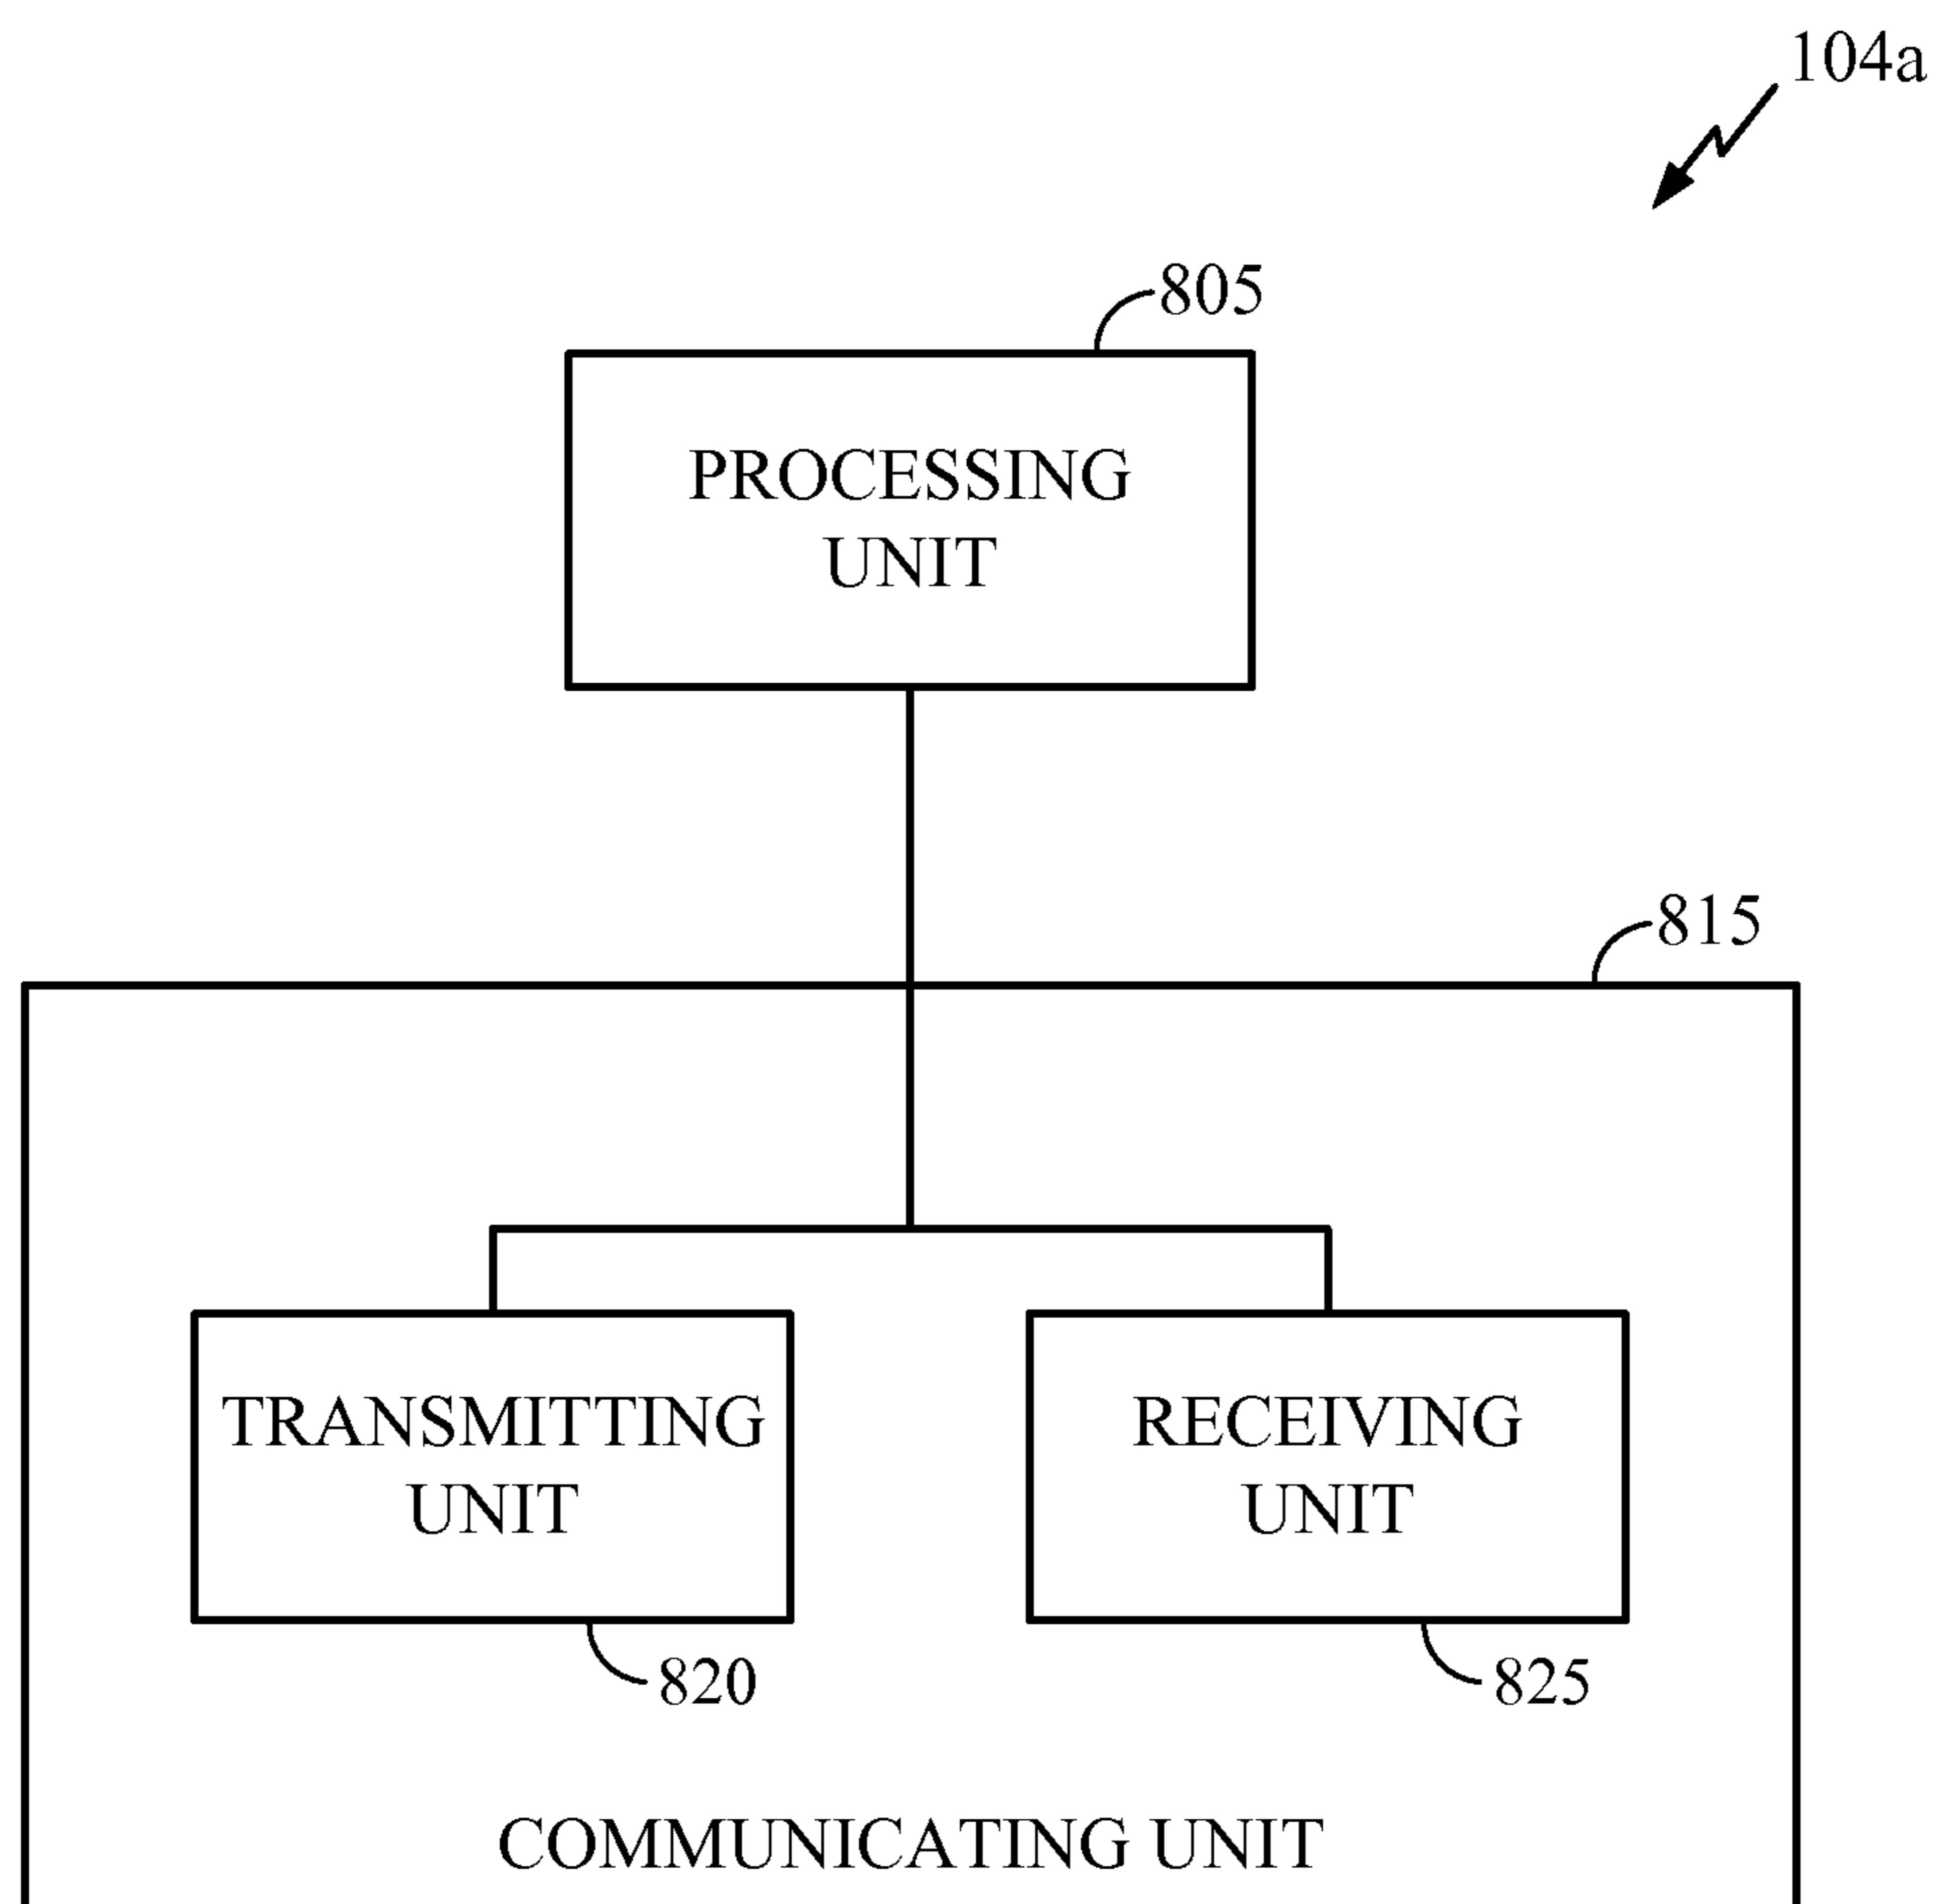 104a
805
PROCESSING
UNIT
815
TRANSMITTING
UNIT
RECEIVING
UNIT
820
825
COMMUNICATING UNIT